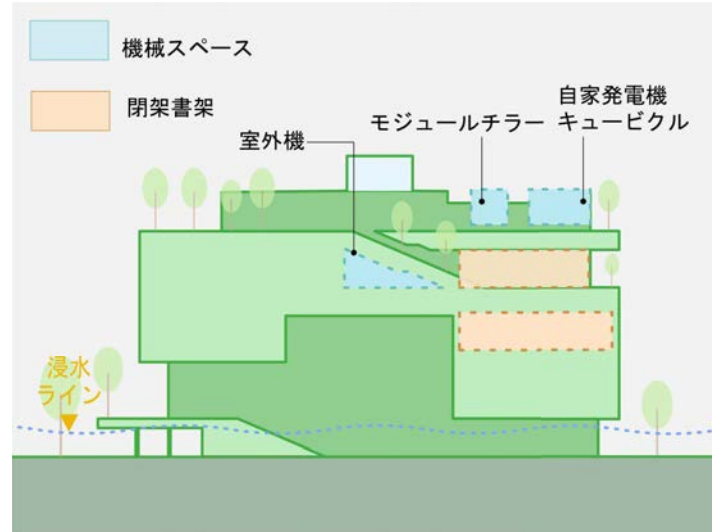 機械スペース
閉架書架
室外機
モジュールチラー
自家発電機
キュービクル
浸水
ライン